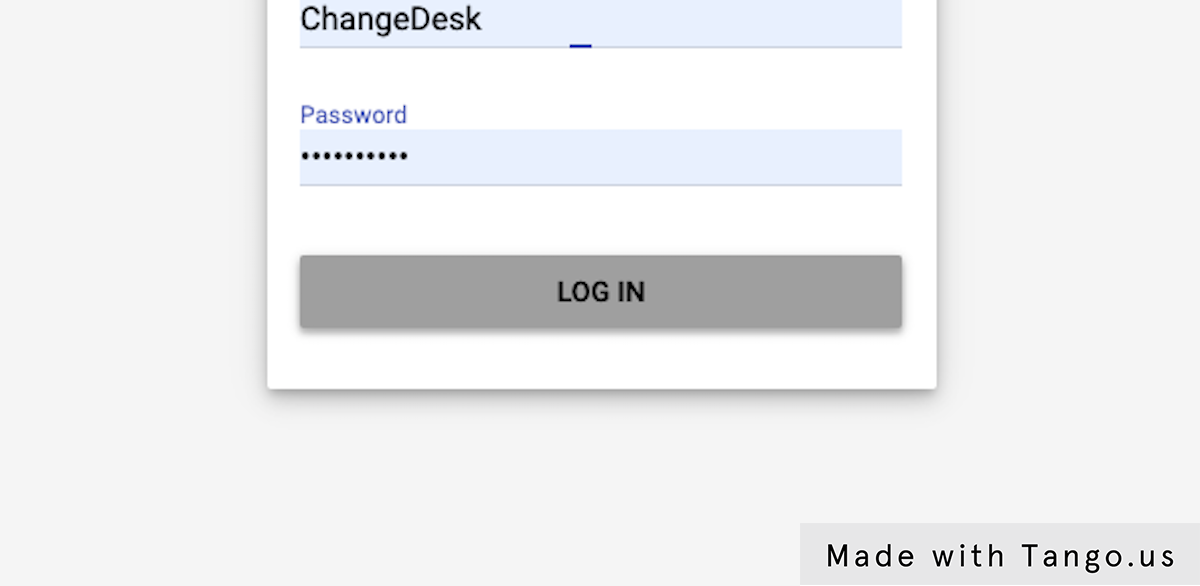 ChangeDesk
Password
••••••••••
LOG IN
Made with Tango.us